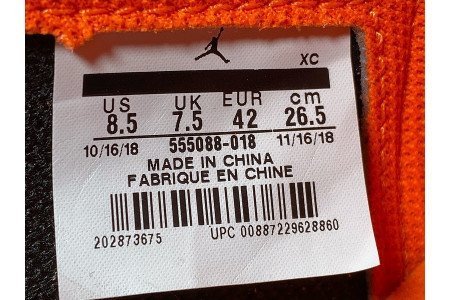 XC
US UK EUR cm
8.5 7.5 42 26.5
10/16/18 555088-018 11/16/18
MADE IN CHINA
FABRIQUE EN CHINE
202873675 UPC 00887229628860